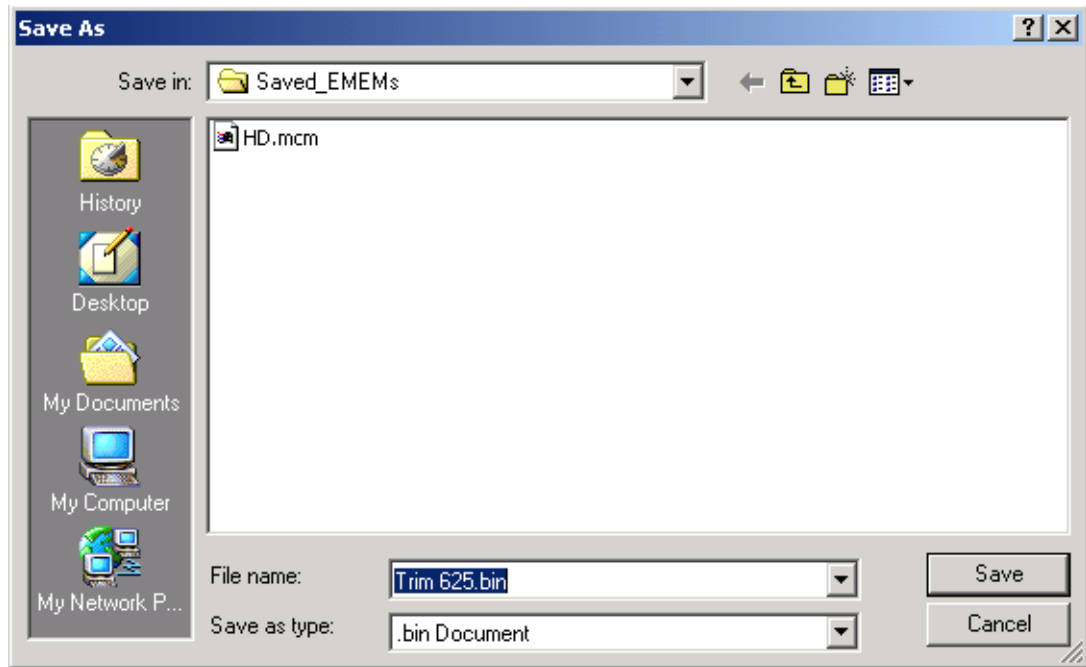 Save As
Save in: Saved_EMEMs
HD.mcm
History
Desktop
My Documents
My Computer
My Network P...
File name: Trim 625.bin Save
Save as type: .bin Document Cancel